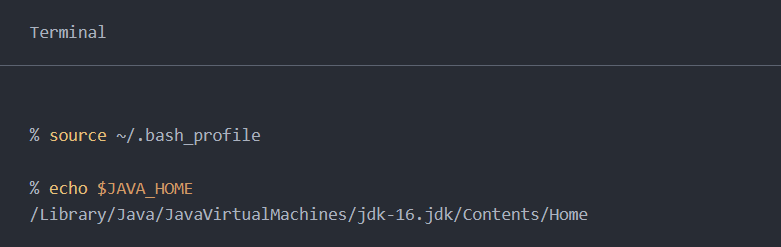 Terminal
% source ~/.bash_profile
% echo $JAVA_HOME
/Library/Java/JavaVirtualMachines/jdk-16.jdk/Contents/Home